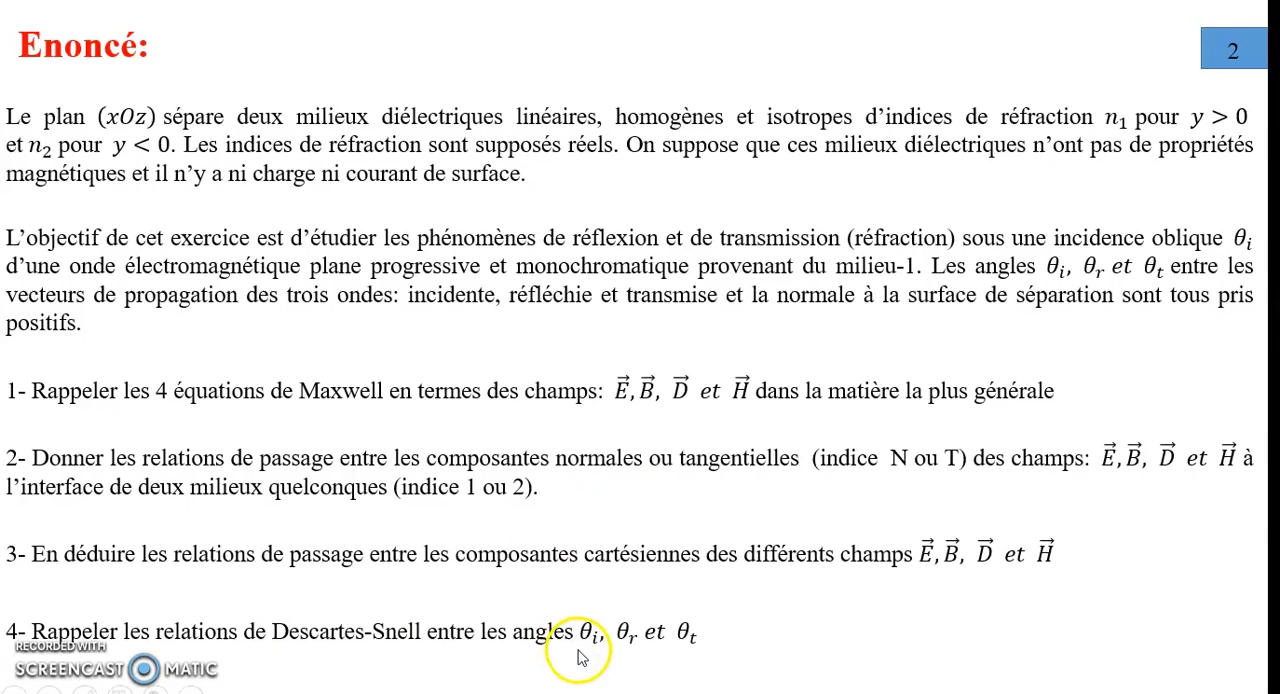 Enoncé:
2
Le plan (xOz) sépare deux milieux diélectriques linéaires, homogènes et isotropes d’indices de réfraction n₁ pour y > 0
et n₂ pour y < 0. Les indices de réfraction sont supposés réels. On suppose que ces milieux diélectriques n’ont pas de propriétés
magnétiques et il n’y a ni charge ni courant de surface.
L’objectif de cet exercice est d’étudier les phénomènes de réflexion et de transmission (réfraction) sous une incidence oblique θᵢ
d’une onde électromagnétique plane progressive et monochromatique provenant du milieu-1. Les angles θᵢ, θᵣ et θₜ entre les
vecteurs de propagation des trois ondes: incidente, réfléchie et transmise et la normale à la surface de séparation sont tous pris
positifs.
1- Rappeler les 4 équations de Maxwell en termes des champs: E⃗, B⃗, D⃗ et H⃗ dans la matière la plus générale
2- Donner les relations de passage entre les composantes normales ou tangentielles (indice N ou T) des champs: E⃗, B⃗, D⃗ et H⃗ à
l’interface de deux milieux quelconques (indice 1 ou 2).
3- En déduire les relations de passage entre les composantes cartésiennes des différents champs E⃗, B⃗, D⃗ et H⃗
4- Rappeler les relations de Descartes-Snell entre les angles θᵢ, θᵣ et θₜ
RECORDED WITH
SCREENCAST MATIC